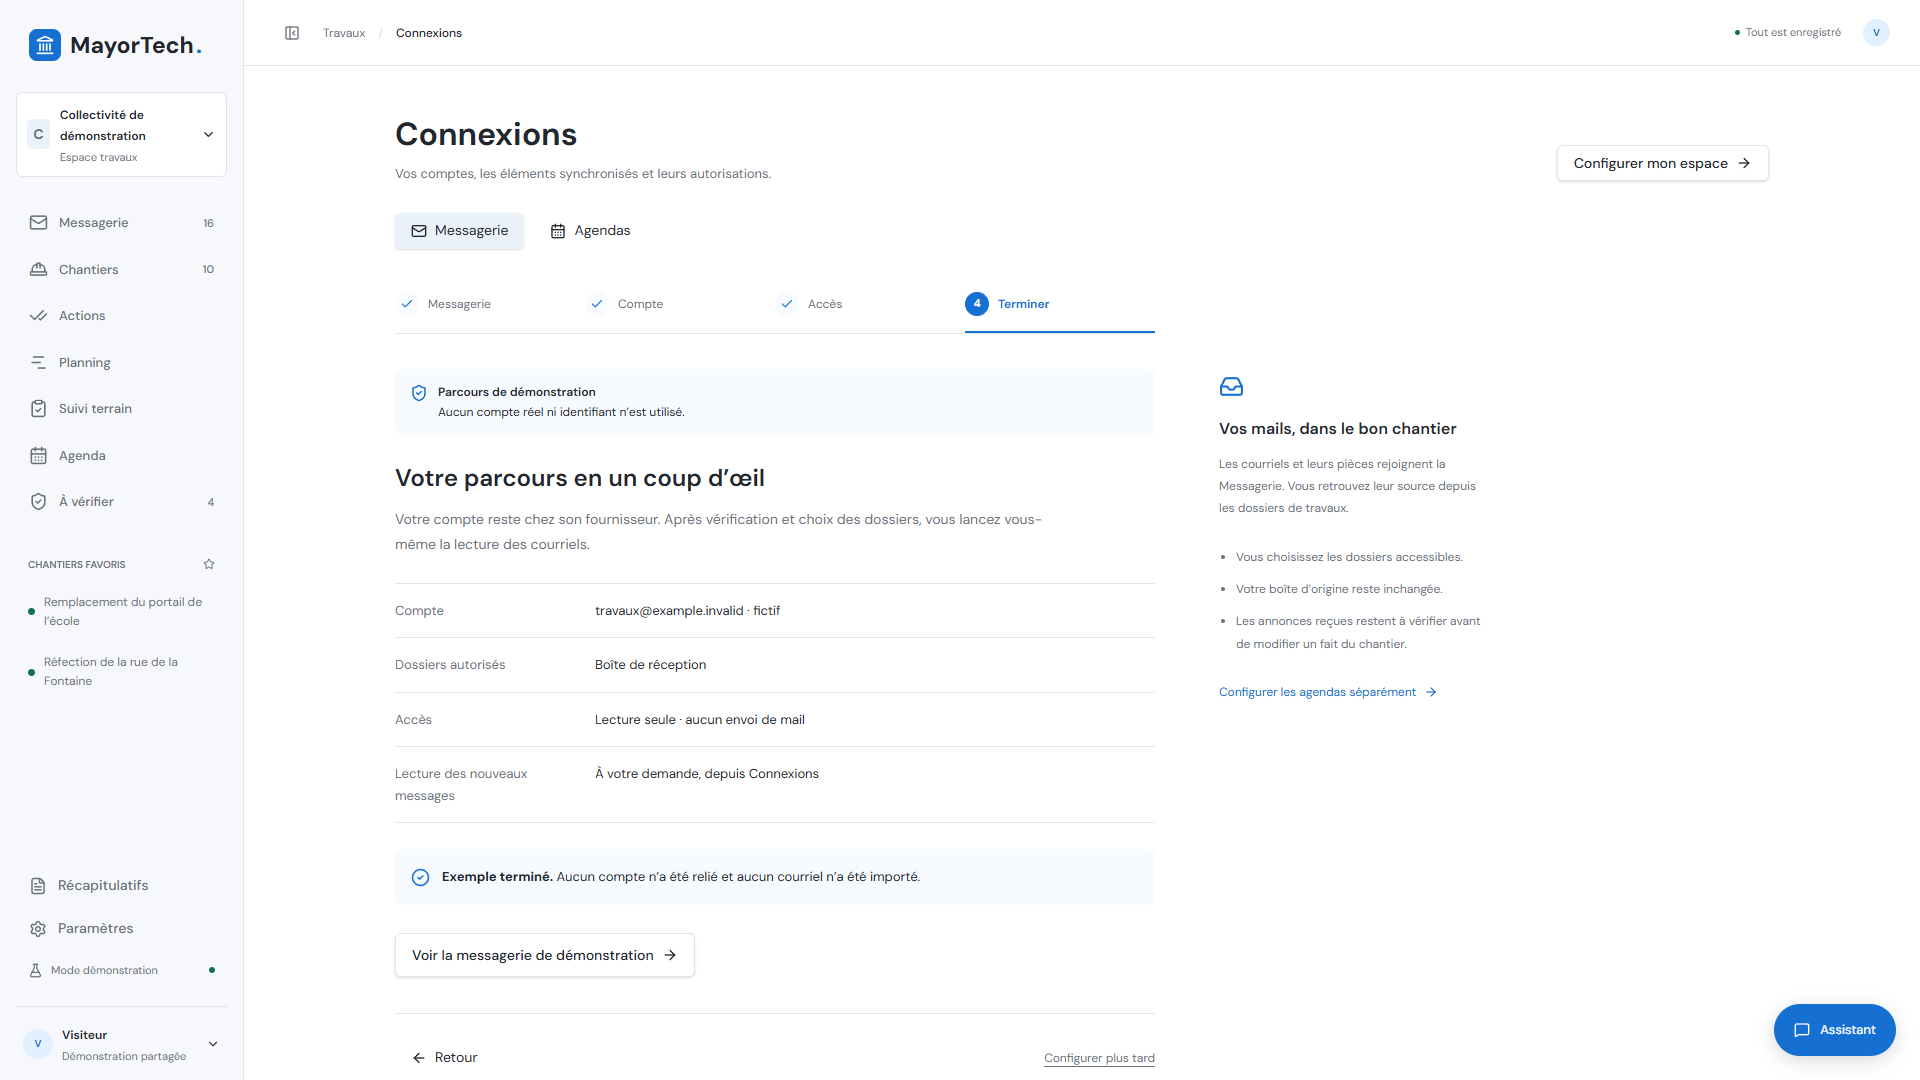 MayorTech.
C
Collectivité de
démonstration
Espace travaux
Messagerie 16
Chantiers 10
Actions
Planning
Suivi terrain
Agenda
À vérifier 4
CHANTIERS FAVORIS
Remplacement du portail de
l’école
Réfection de la rue de la
Fontaine
Récapitulatifs
Paramètres
Mode démonstration
V
Visiteur
Démonstration partagée
Travaux / Connexions
Tout est enregistré
V
Connexions
Vos comptes, les éléments synchronisés et leurs autorisations.
Configurer mon espace
Messagerie
Agendas
Messagerie
Compte
Accès
4 Terminer
Parcours de démonstration
Aucun compte réel ni identifiant n’est utilisé.
Votre parcours en un coup d’œil
Votre compte reste chez son fournisseur. Après vérification et choix des dossiers, vous lancez vous-
même la lecture des courriels.
Compte travaux@example.invalid · fictif
Dossiers autorisés Boîte de réception
Accès Lecture seule · aucun envoi de mail
Lecture des nouveaux
messages
À votre demande, depuis Connexions
Exemple terminé. Aucun compte n’a été relié et aucun courriel n’a été importé.
Voir la messagerie de démonstration
Retour
Configurer plus tard
Vos mails, dans le bon chantier
Les courriels et leurs pièces rejoignent la
Messagerie. Vous retrouvez leur source depuis
les dossiers de travaux.
• Vous choisissez les dossiers accessibles.
• Votre boîte d’origine reste inchangée.
• Les annonces reçues restent à vérifier avant
de modifier un fait du chantier.
Configurer les agendas séparément
Assistant